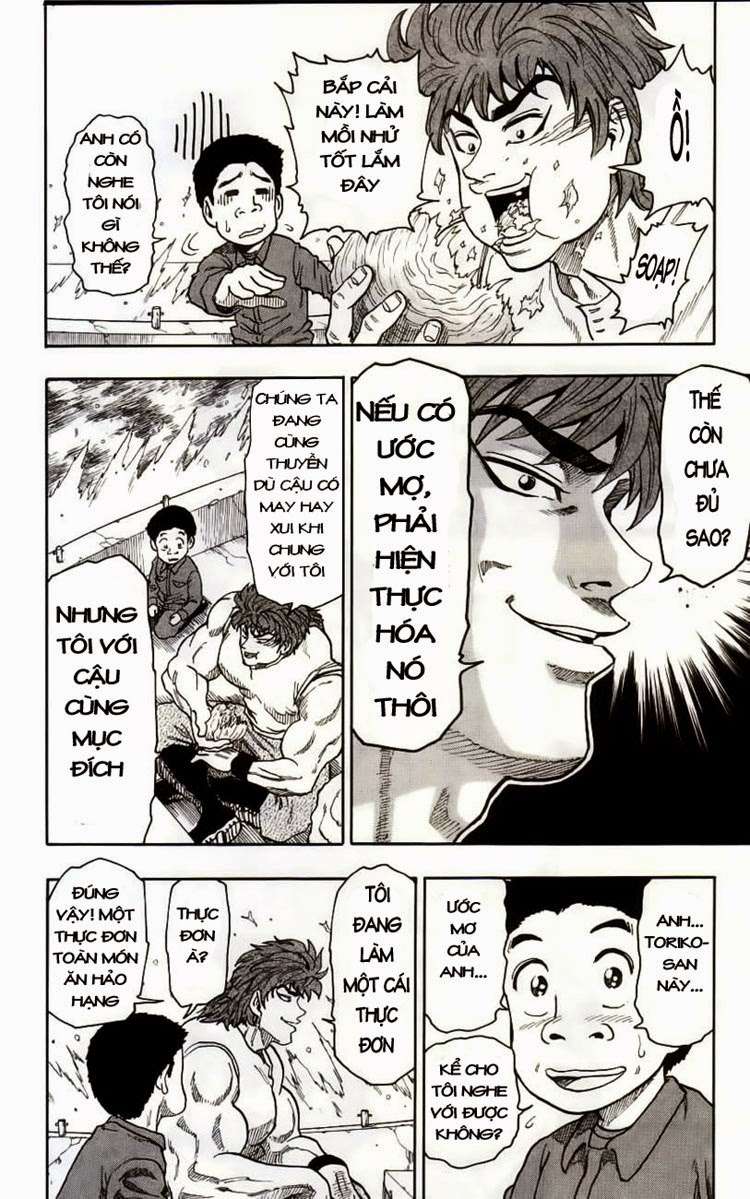 Ồ!
BẮP CẢI
NÀY! LÀM
MỒI NHỬ
TỐT LẮM
ĐÂY
SOẠP!
ANH CÓ
CÒN
NGHE
TÔI NÓI
GÌ
KHÔNG
THẾ?
THẾ
CÒN
CHƯA
ĐỦ
SAO?
NẾU CÓ
ƯỚC
MỢ,
PHẢI
HIỆN
THỰC
HÓA
NÓ
THÔI
CHÚNG TA
ĐANG
CÙNG
THUYỀN
DÙ CẬU CÓ
MAY HAY
XUI KHI
CHUNG
VỚI TÔI
NHƯNG
TÔI VỚI
CẬU
CÙNG
MỤC
ĐÍCH
ANH...
TORIKO-
SAN
NÀY...
ƯỚC
MƠ
CỦA
ANH...
KỂ CHO
TÔI NGHE
VỚI ĐƯỢC
KHÔNG?
TÔI
ĐANG
LÀM
MỘT CÁI
THỰC
ĐƠN
THỰC
ĐƠN
À?
ĐÚNG
VẬY! MỘT
THỰC ĐƠN
TOÀN MÓN
ĂN HẢO
HẠNG